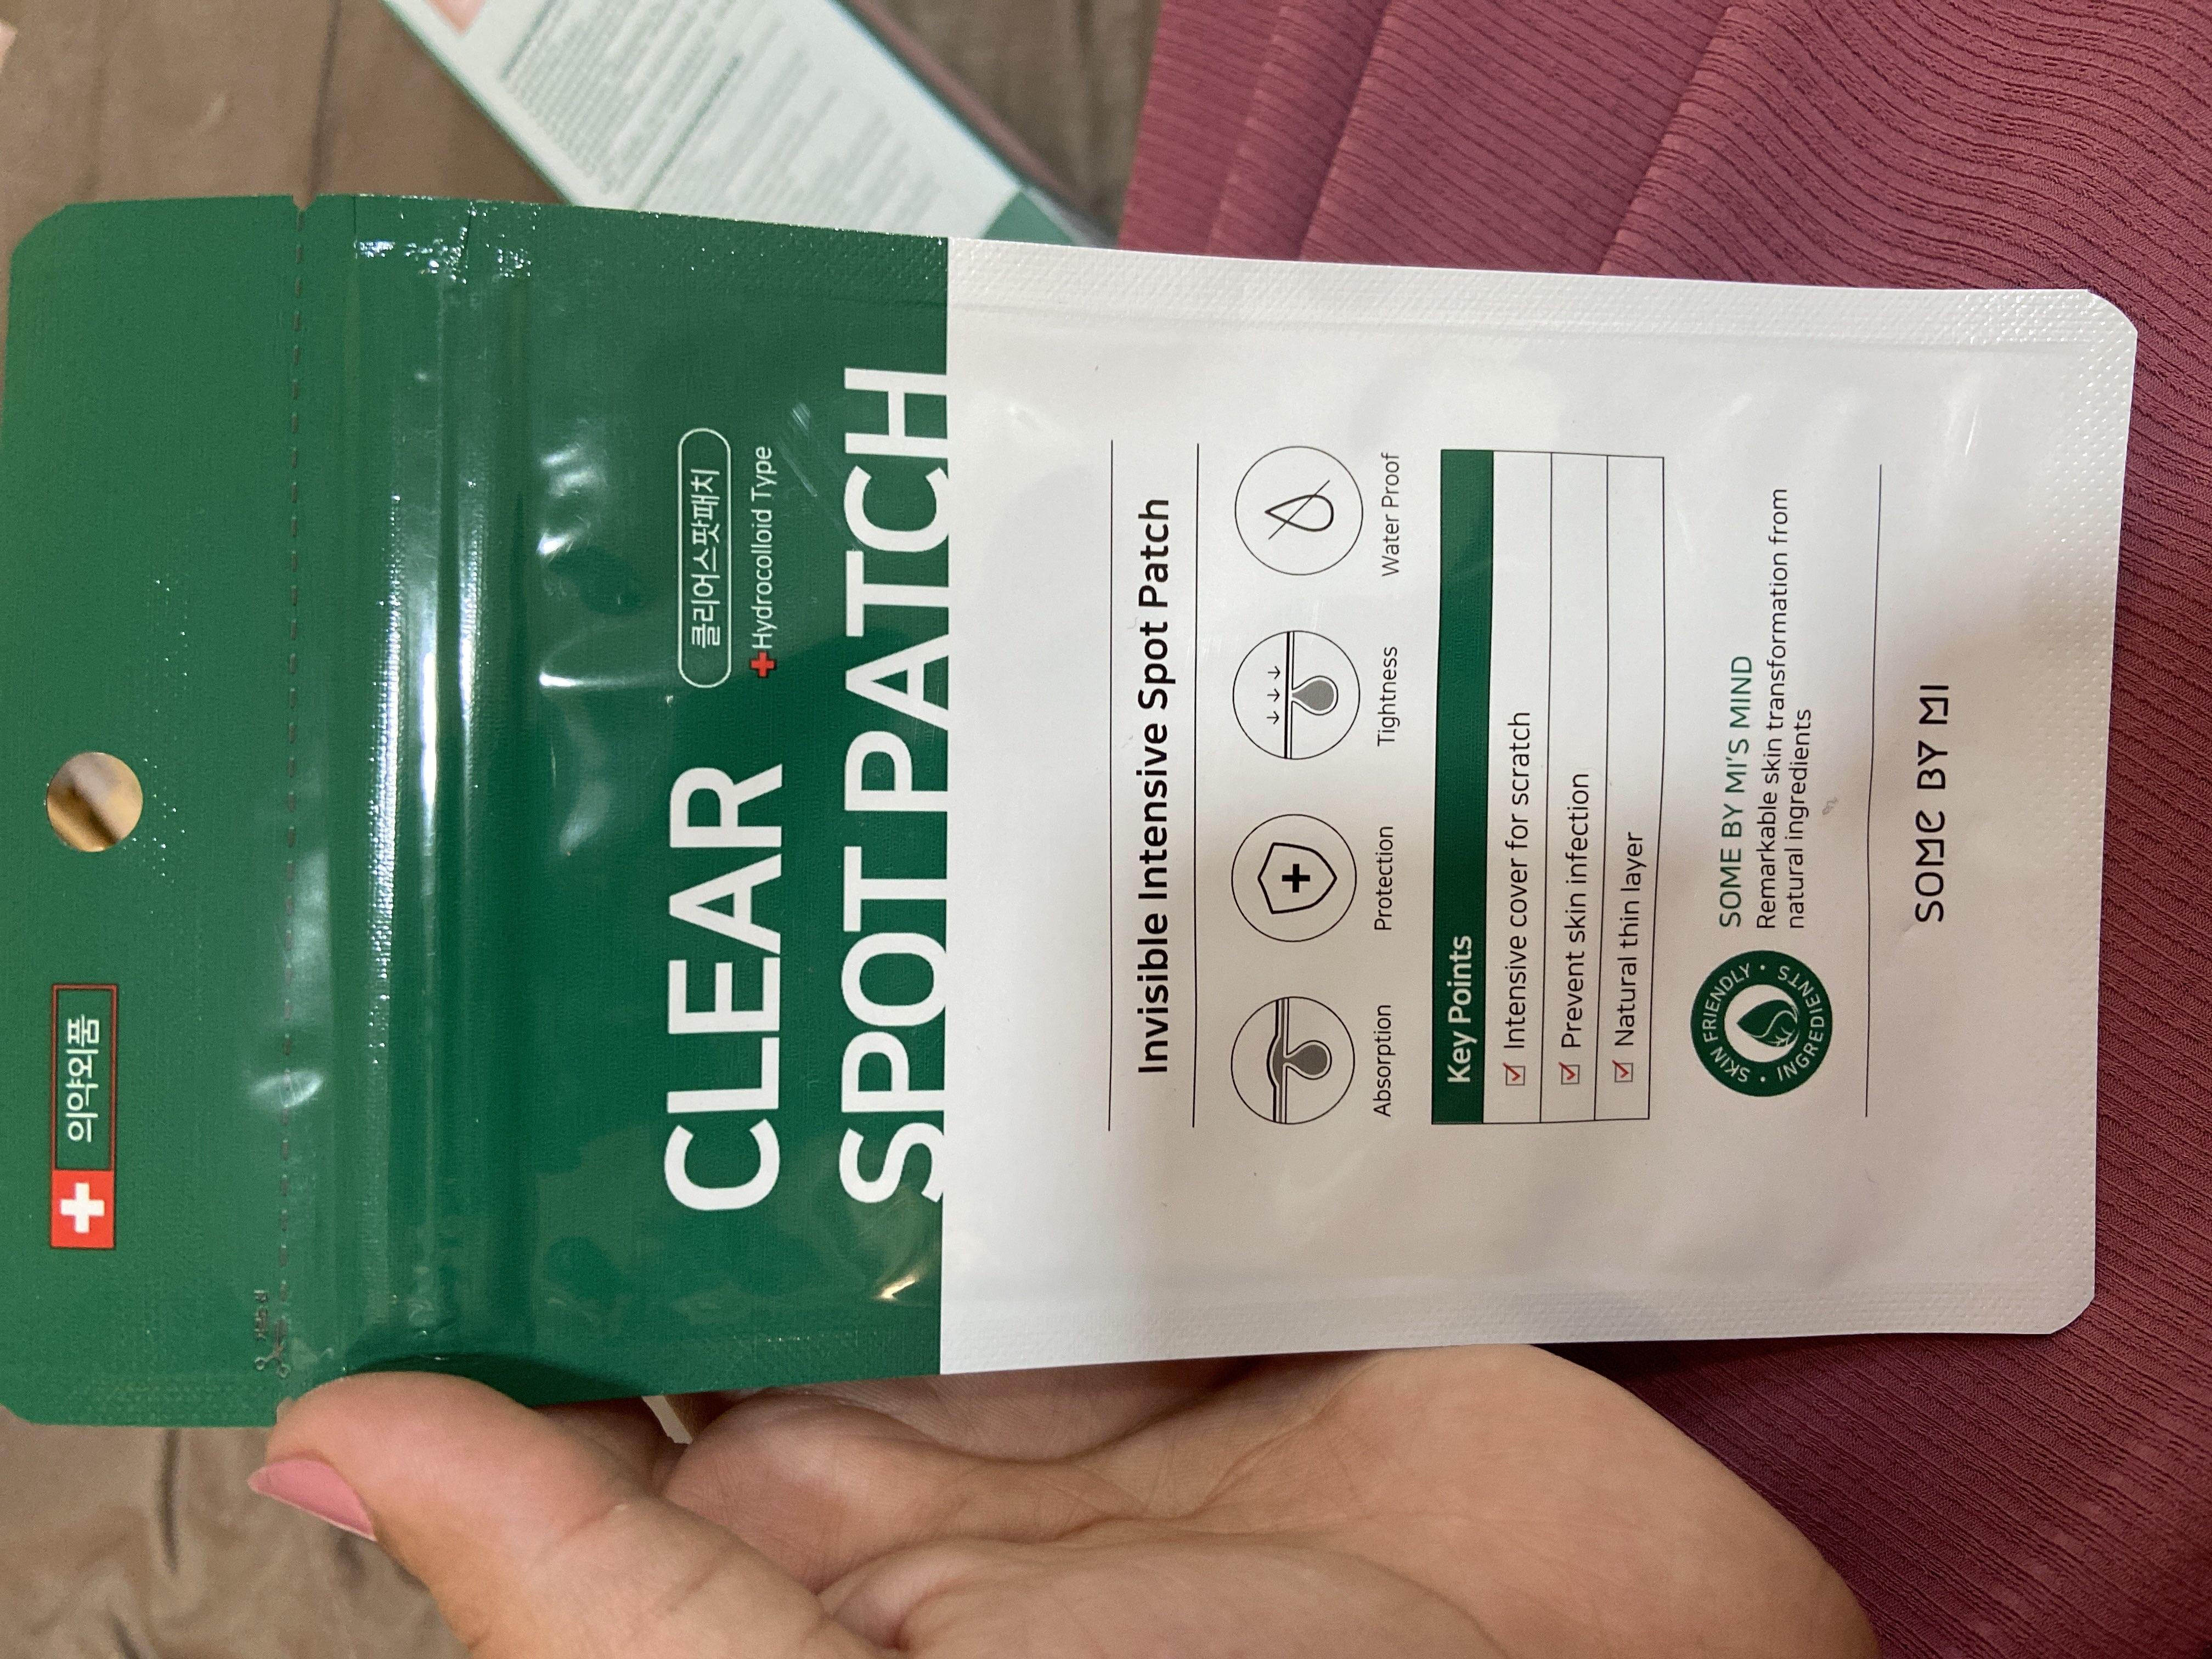 의약외품
클리어스팟패치
+Hydrocolloid Type
CLEAR
SPOT PATCH
Invisible Intensive Spot Patch
Absorption
Protection
Tightness
Water Proof
Key Points
Intensive cover for scratch
Prevent skin infection
Natural thin layer
SKIN FRIENDLY • INGREDIENTS •
SOME BY MI'S MIND
Remarkable skin transformation from
natural ingredients
SOME BY MI